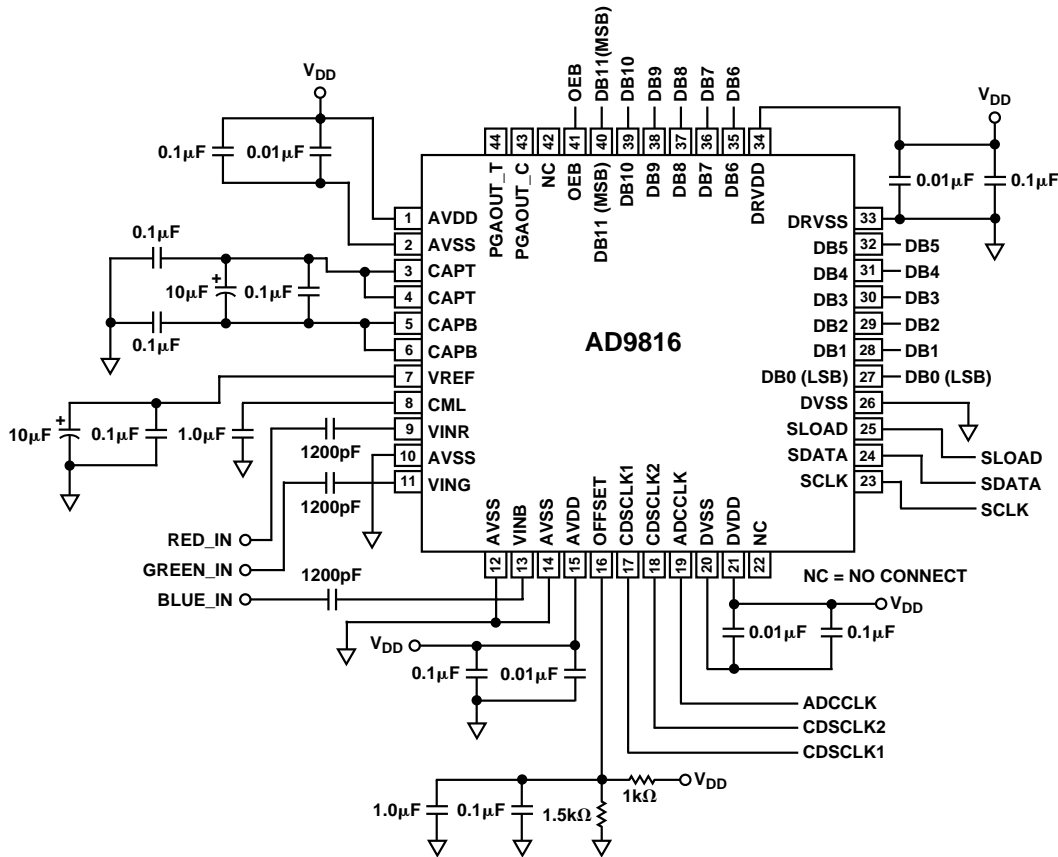 OEB
DB11(MSB)
DB10
DB9
DB8
DB7
DB6
VDD
VDD
0.1μF
0.01μF
44
43
42
41
40
39
38
37
36
35
34
PGAOUT_T
PGAOUT_C
NC
OEB
DB11 (MSB)
DB10
DB9
DB8
DB7
DB6
DRVDD
0.01μF
0.1μF
1 AVDD
2 AVSS
3 CAPT
4 CAPT
5 CAPB
6 CAPB
7 VREF
8 CML
9 VINR
10 AVSS
11 VING
0.1μF
10μF
+
0.1μF
0.1μF
10μF
+
0.1μF
1.0μF
1200pF
1200pF
AD9816
DRVSS 33
DB5 32 DB5
DB4 31 DB4
DB3 30 DB3
DB2 29 DB2
DB1 28 DB1
DB0 (LSB) 27 DB0 (LSB)
DVSS 26
SLOAD 25
SDATA 24
SCLK 23
SLOAD
SDATA
SCLK
RED_IN
GREEN_IN
BLUE_IN
1200pF
AVSS
VINB
AVSS
AVDD
OFFSET
CDSCLK1
CDSCLK2
ADCCLK
DVSS
DVDD
NC
12
13
14
15
16
17
18
19
20
21
22
NC = NO CONNECT
VDD
0.01μF
0.1μF
VDD
0.1μF
0.01μF
ADCCLK
CDSCLK2
CDSCLK1
VDD
1kΩ
1.0μF
0.1μF
1.5kΩ